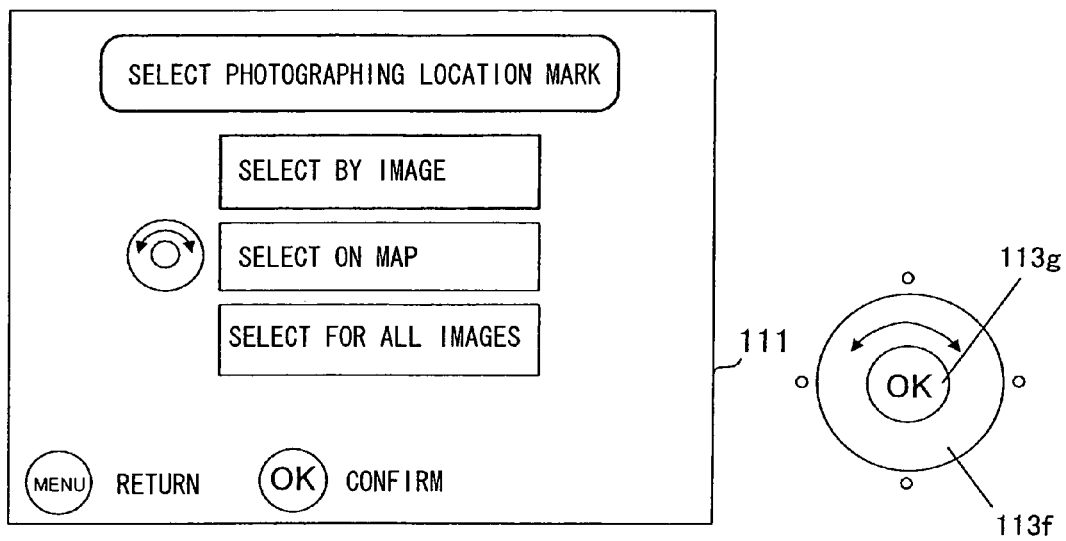 SELECT PHOTOGRAPHING LOCATION MARK
SELECT BY IMAGE
SELECT ON MAP
SELECT FOR ALL IMAGES
MENU RETURN OK CONFIRM
111
113g
OK
113f